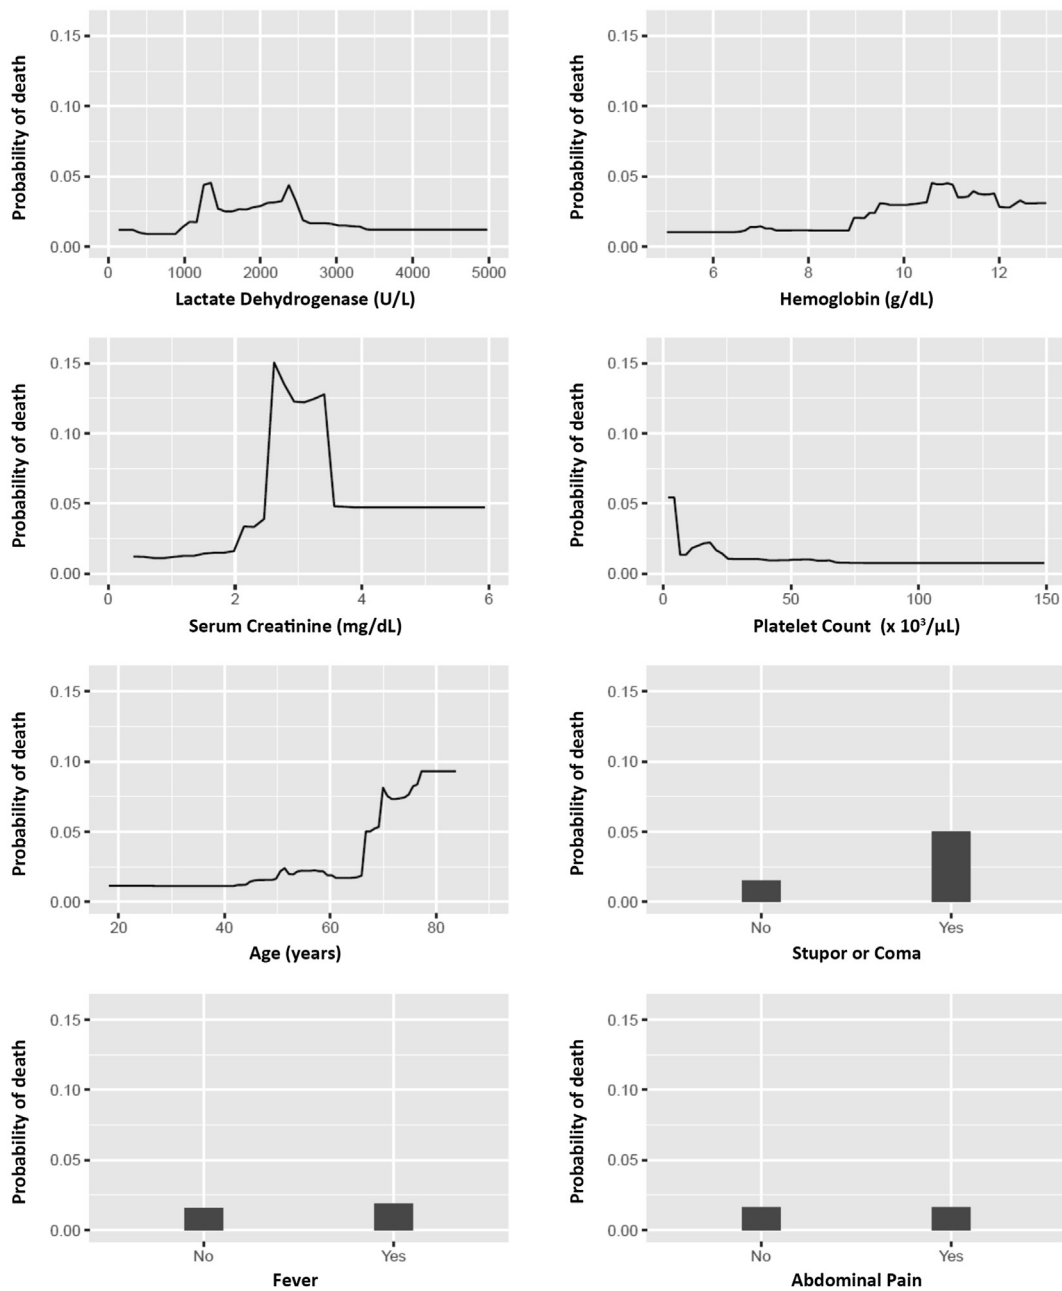 Probability of death
0.15
0.10
0.05
0.00
0 1000 2000 3000 4000 5000
Lactate Dehydrogenase (U/L)
Probability of death
0.15
0.10
0.05
0.00
6 8 10 12
Hemoglobin (g/dL)
Probability of death
0.15
0.10
0.05
0.00
0 2 4 6
Serum Creatinine (mg/dL)
Probability of death
0.15
0.10
0.05
0.00
0 50 100 150
Platelet Count (x 10³/µL)
Probability of death
0.15
0.10
0.05
0.00
20 40 60 80
Age (years)
Probability of death
0.15
0.10
0.05
0.00
No Yes
Stupor or Coma
Probability of death
0.15
0.10
0.05
0.00
No Yes
Fever
Probability of death
0.15
0.10
0.05
0.00
No Yes
Abdominal Pain